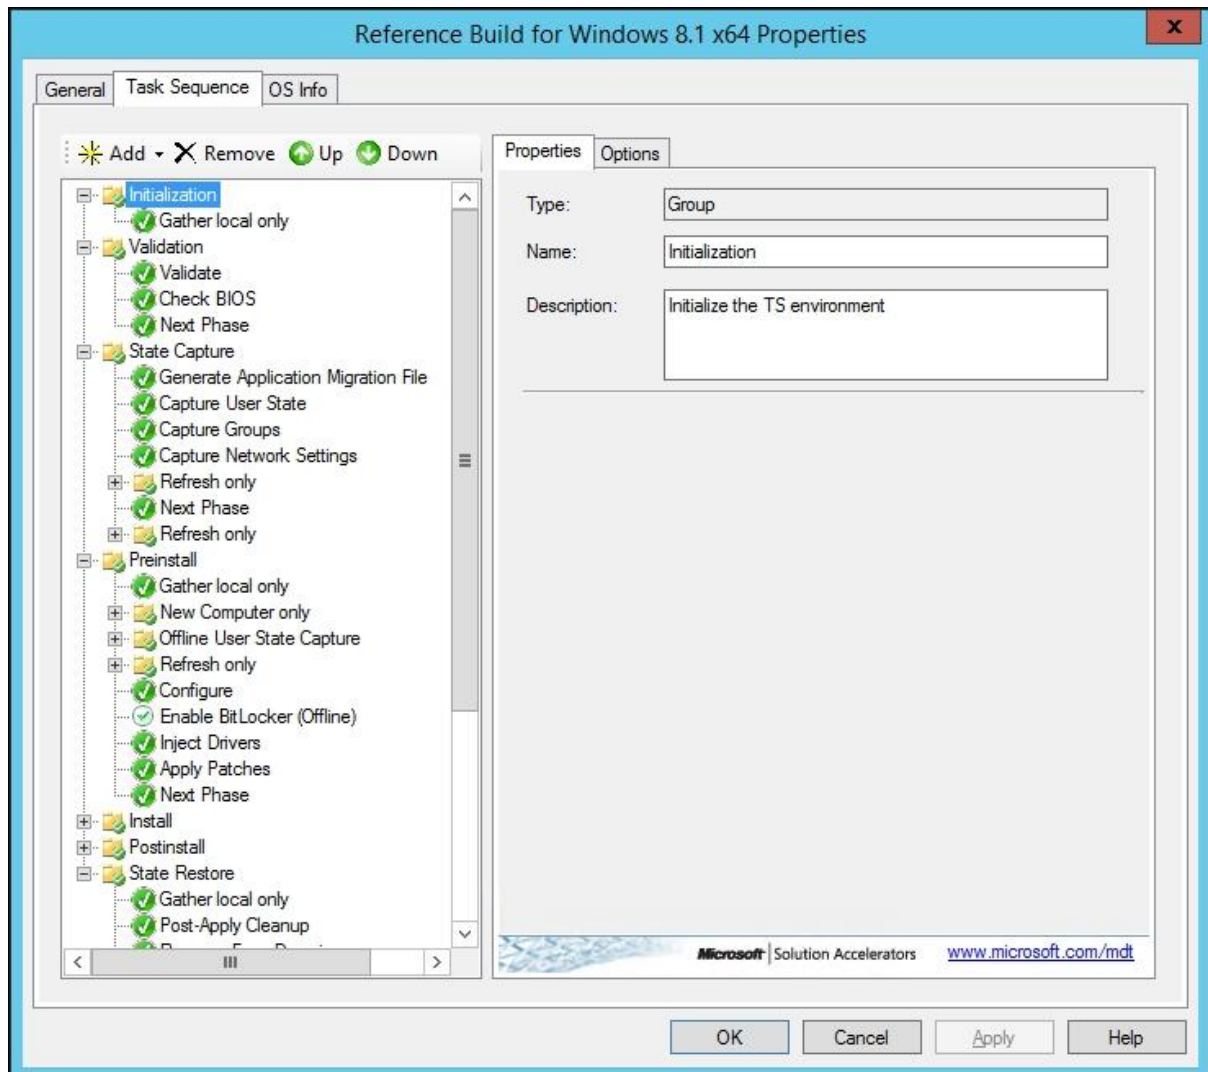 Reference Build for Windows 8.1 x64 Properties
x
General Task Sequence OS Info
Add Remove Up Down
Initialization
Gather local only
Validation
Validate
Check BIOS
Next Phase
State Capture
Generate Application Migration File
Capture User State
Capture Groups
Capture Network Settings
Refresh only
Next Phase
Refresh only
Preinstall
Gather local only
New Computer only
Offline User State Capture
Refresh only
Configure
Enable BitLocker (Offline)
Inject Drivers
Apply Patches
Next Phase
Install
Postinstall
State Restore
Gather local only
Post-Apply Cleanup
Properties Options
Type: Group
Name: Initialization
Description: Initialize the TS environment
Microsoft Solution Accelerators www.microsoft.com/mdt
OK Cancel Apply Help